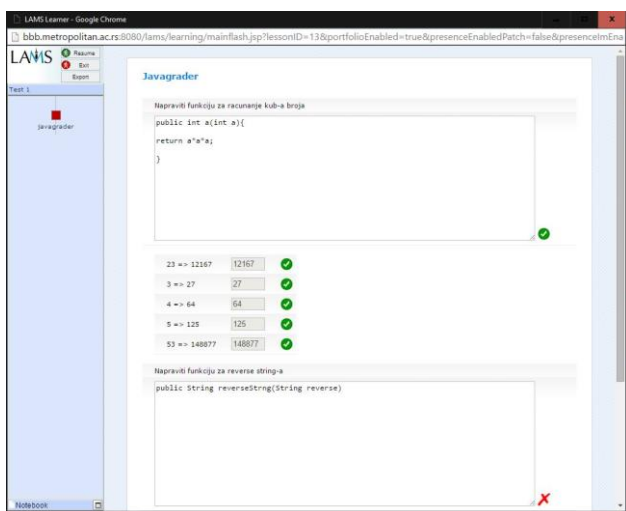 LAMS Learner - Google Chrome
bbb.metropolitan.ac.rs:8080/lams/learning/mainflash.jsp?lessonID=13&portfolioEnabled=true&presenceEnabledPatch=false&presenceImEna
LAMS
Resume
Exit
Export
Test 1
javagrader
Javagrader
Napraviti funkciju za racunanje kub-a broja
public int a(int a){
return a*a*a;
}
23 => 12167 12167
3 => 27 27
4 => 64 64
5 => 125 125
53 => 148877 148877
Napraviti funkciju za reverse string-a
public String reverseStrng(String reverse)
Notebook